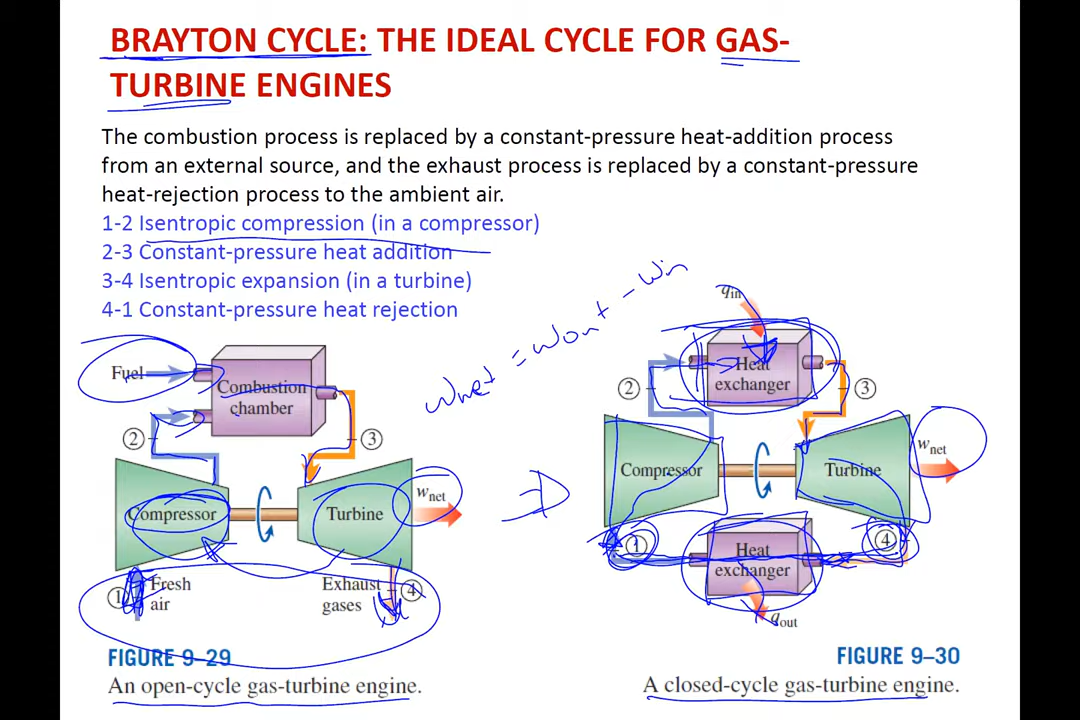 BRAYTON CYCLE: THE IDEAL CYCLE FOR GAS-
TURBINE ENGINES
The combustion process is replaced by a constant-pressure heat-addition process
from an external source, and the exhaust process is replaced by a constant-pressure
heat-rejection process to the ambient air.
1-2 Isentropic compression (in a compressor)
2-3 Constant-pressure heat addition
3-4 Isentropic expansion (in a turbine)
4-1 Constant-pressure heat rejection
Wnet = Wout - Win
Fuel
Combustion
chamber
2
3
Compressor
Turbine
wnet
1
Fresh
air
Exhaust
gases
4
FIGURE 9-29
An open-cycle gas-turbine engine.
qin
Heat
exchanger
2
3
Compressor
Turbine
wnet
1
Heat
exchanger
4
qout
FIGURE 9–30
A closed-cycle gas-turbine engine.